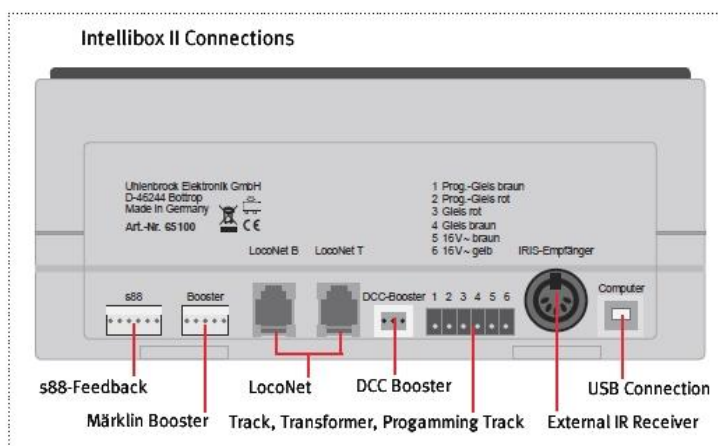 Intellibox II Connections
Uhlenbrock Elektronik GmbH
D-46244 Bottrop
Made in Germany
Art.-Nr. 65100
CE
1 Prog.-Gleis braun
2 Prog.-Gleis rot
3 Gleis rot
4 Gleis braun
5 16V~ braun
6 16V~ gelb
LocoNet B
LocoNet T
IRIS-Empfänger
s88
Booster
DCC-Booster
1 2 3 4 5 6
Computer
s88-Feedback
LocoNet
DCC Booster
USB Connection
Märklin Booster
Track, Transformer, Progamming Track
External IR Receiver